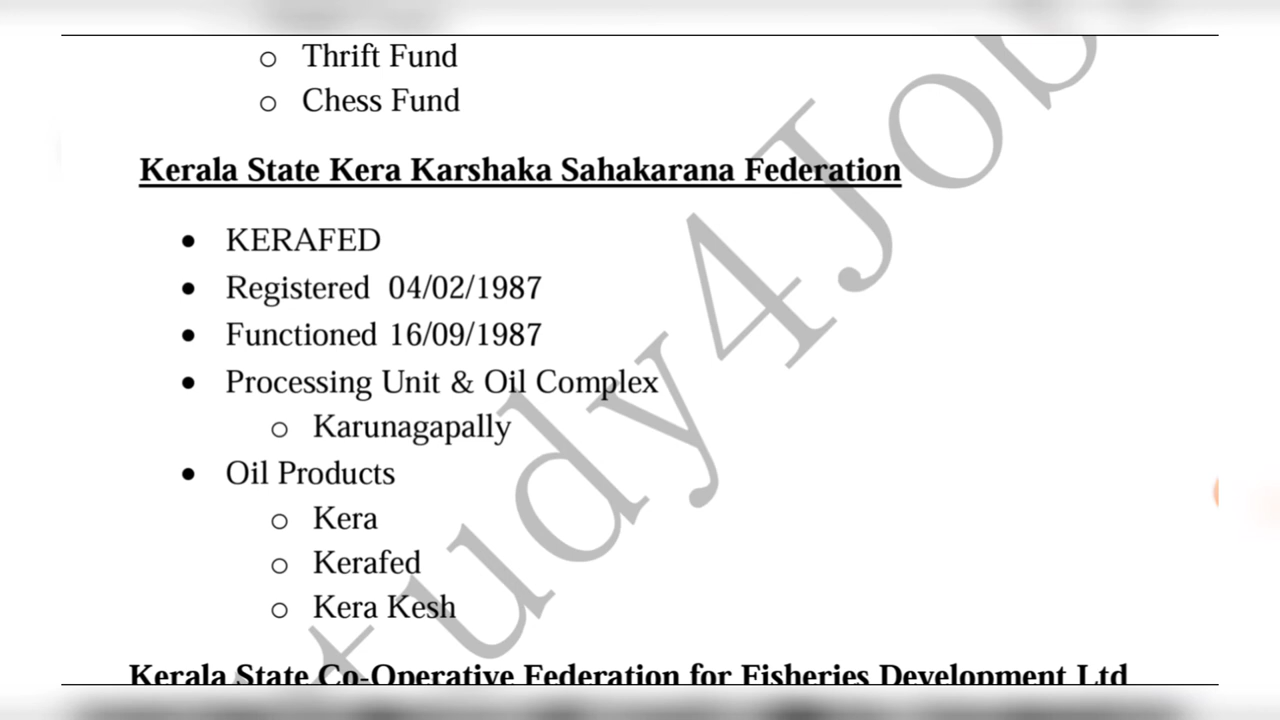 Thrift Fund
Chess Fund
Kerala State Kera Karshaka Sahakarana Federation
KERAFED
Registered 04/02/1987
Functioned 16/09/1987
Processing Unit & Oil Complex
Karunagapally
Oil Products
Kera
Kerafed
Kera Kesh
Kerala State Co-Operative Federation for Fisheries Development Ltd
tudy4Job